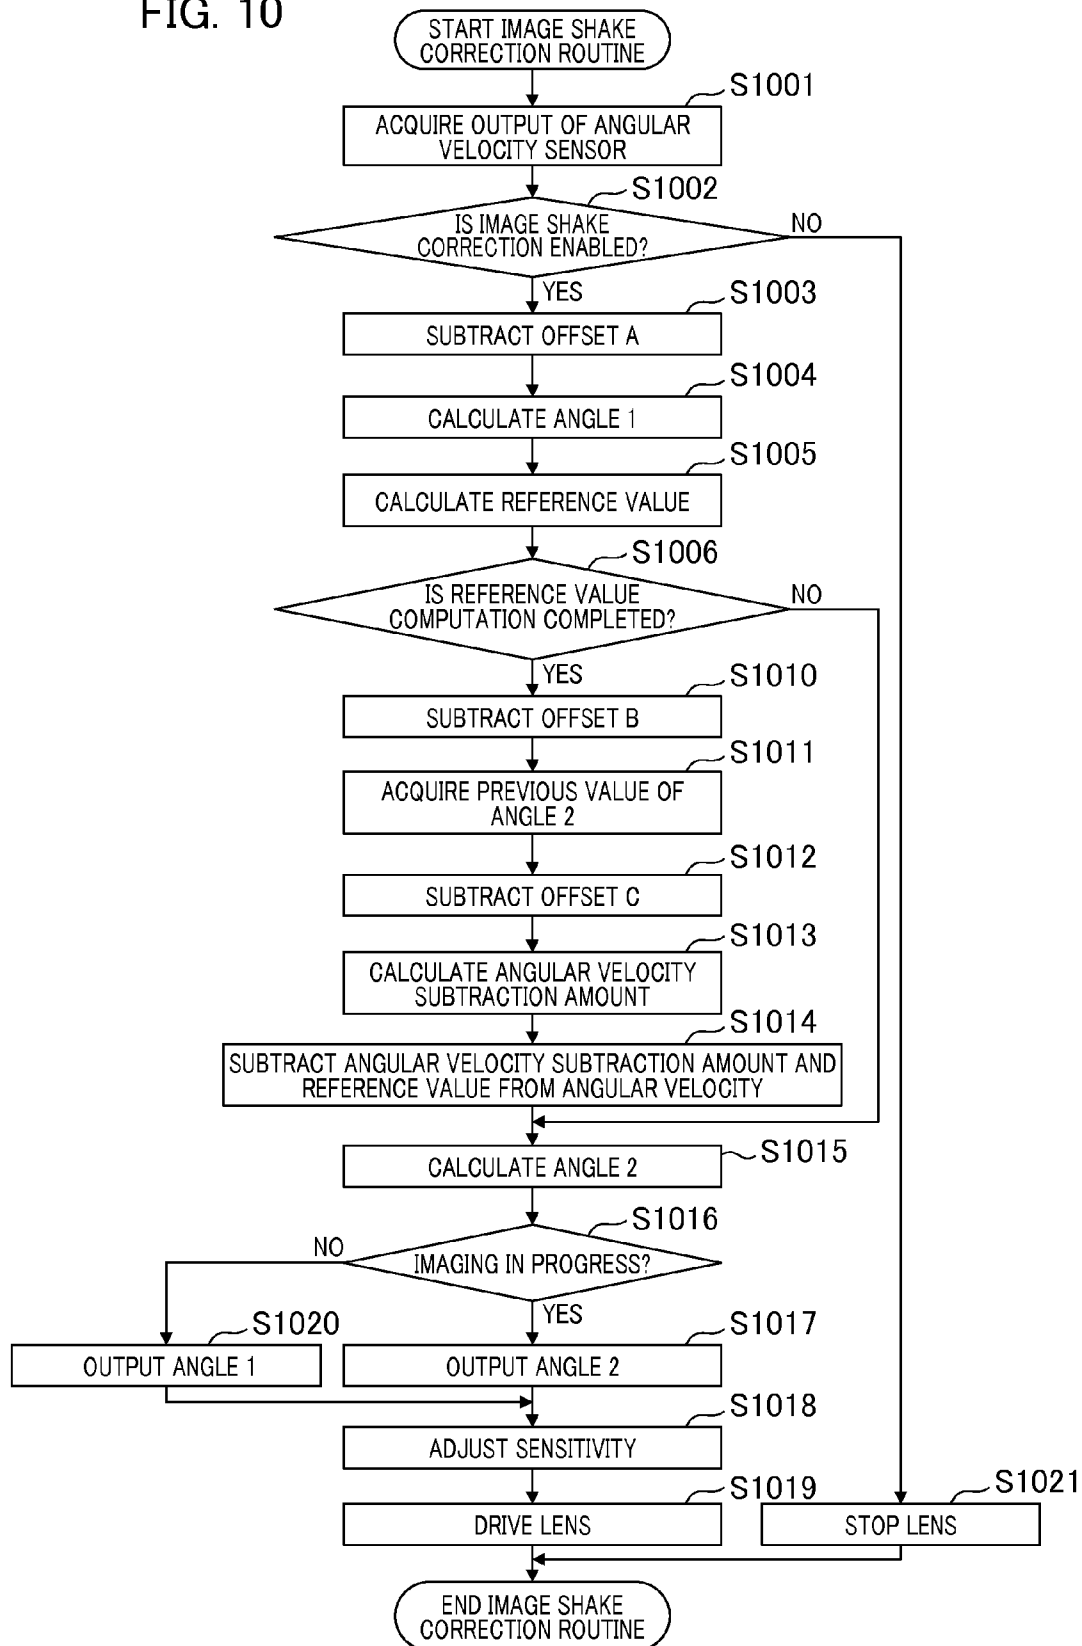 FIG. 10
START IMAGE SHAKE
CORRECTION ROUTINE
S1001
ACQUIRE OUTPUT OF ANGULAR
VELOCITY SENSOR
S1002
IS IMAGE SHAKE
CORRECTION ENABLED?
NO
YES
S1003
SUBTRACT OFFSET A
S1004
CALCULATE ANGLE 1
S1005
CALCULATE REFERENCE VALUE
S1006
IS REFERENCE VALUE
COMPUTATION COMPLETED?
NO
YES
S1010
SUBTRACT OFFSET B
S1011
ACQUIRE PREVIOUS VALUE OF
ANGLE 2
S1012
SUBTRACT OFFSET C
S1013
CALCULATE ANGULAR VELOCITY
SUBTRACTION AMOUNT
S1014
SUBTRACT ANGULAR VELOCITY SUBTRACTION AMOUNT AND
REFERENCE VALUE FROM ANGULAR VELOCITY
S1015
CALCULATE ANGLE 2
S1016
IMAGING IN PROGRESS?
NO
YES
S1020
OUTPUT ANGLE 1
S1017
OUTPUT ANGLE 2
S1018
ADJUST SENSITIVITY
S1019
DRIVE LENS
S1021
STOP LENS
END IMAGE SHAKE
CORRECTION ROUTINE